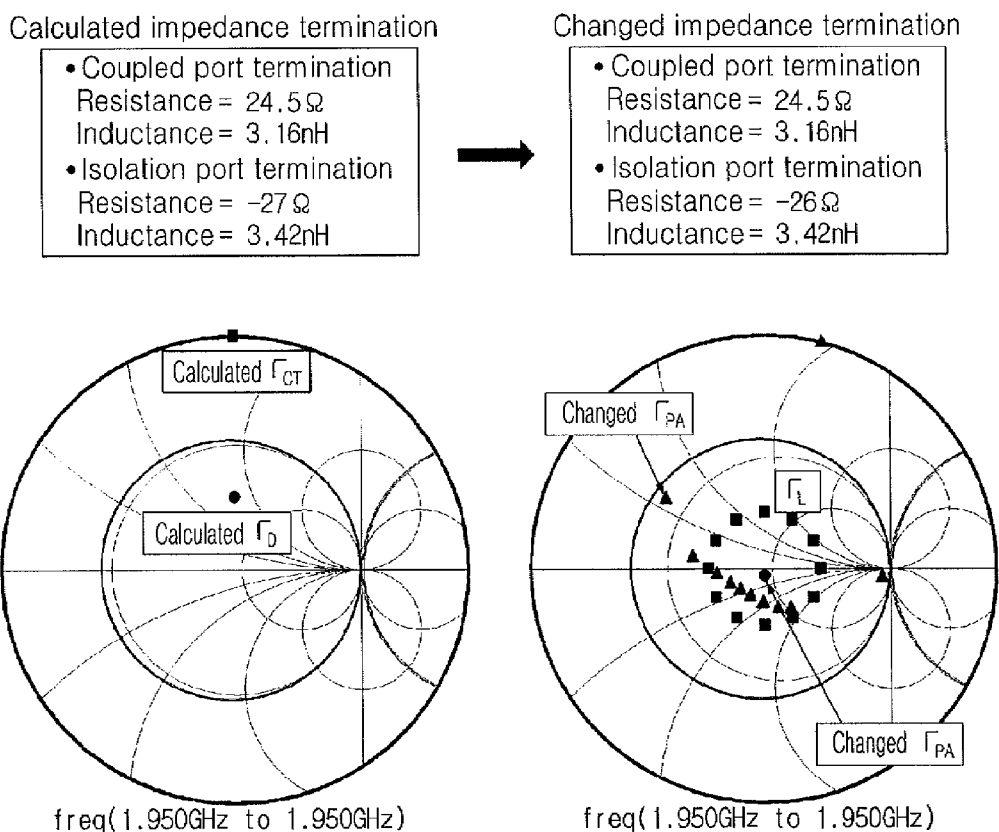 Calculated impedance termination
• Coupled port termination
Resistance = 24.5Ω
Inductance = 3.16nH
• Isolation port termination
Resistance = -27Ω
Inductance = 3.42nH
Changed impedance termination
• Coupled port termination
Resistance = 24.5Ω
Inductance = 3.16nH
• Isolation port termination
Resistance = -26Ω
Inductance = 3.42nH
Calculated Γ_CT
Calculated Γ_D
freq(1.950GHz to 1.950GHz)
Changed Γ_PA
Γ_L
Changed Γ_PA
freq(1.950GHz to 1.950GHz)